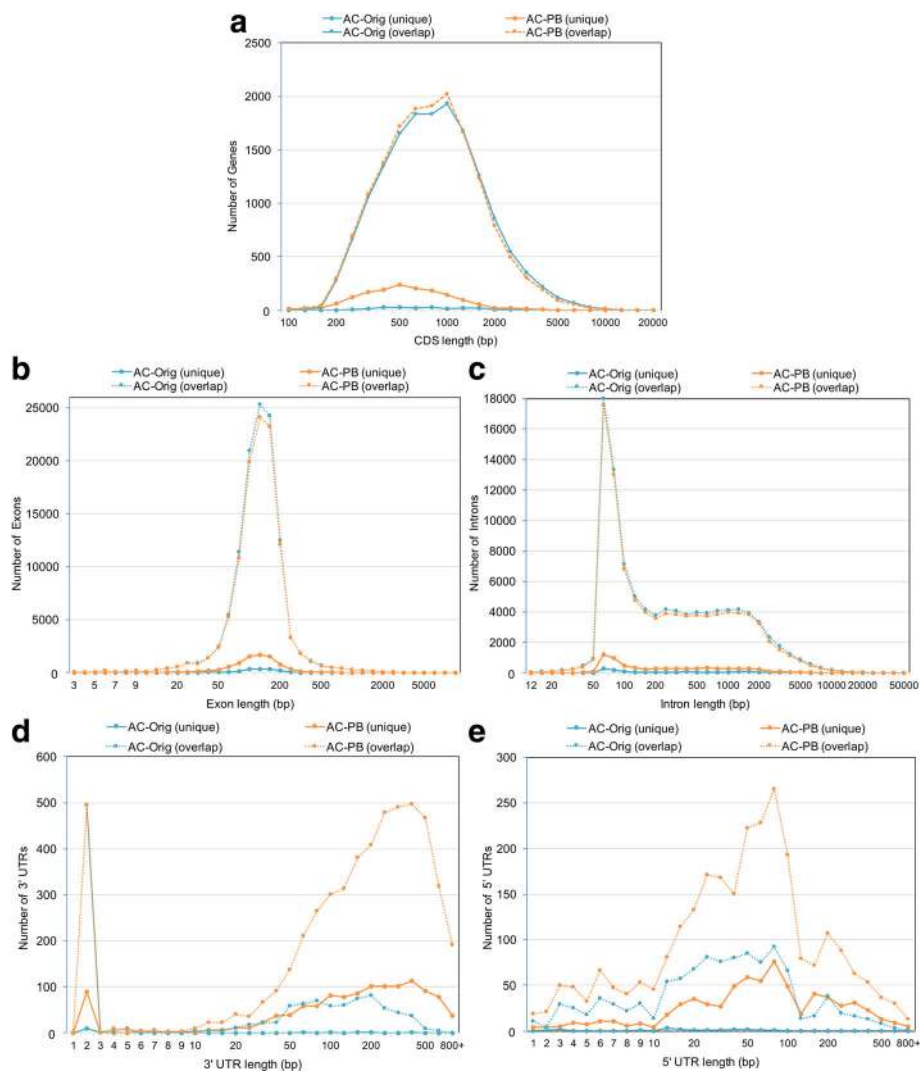 a
AC-Orig (unique) AC-PB (unique)
AC-Orig (overlap) AC-PB (overlap)
2500
2000
1500
1000
500
0
Number of Genes
100 200 500 1000 2000 5000 10000 20000
CDS length (bp)
b
AC-Orig (unique) AC-PB (unique)
AC-Orig (overlap) AC-PB (overlap)
25000
20000
15000
10000
5000
0
Number of Exons
3 5 7 9 20 50 200 500 2000 5000
Exon length (bp)
c
AC-Orig (unique) AC-PB (unique)
AC-Orig (overlap) AC-PB (overlap)
18000
16000
14000
12000
10000
8000
6000
4000
2000
0
Number of Introns
12 20 50 100 200 500 1000 2000 5000 10000 20000 50000
Intron length (bp)
d
AC-Orig (unique) AC-PB (unique)
AC-Orig (overlap) AC-PB (overlap)
600
500
400
300
200
100
0
Number of 3' UTRs
1 2 3 4 5 6 7 8 9 10 20 50 100 200 500 800+
3' UTR length (bp)
e
AC-Orig (unique) AC-PB (unique)
AC-Orig (overlap) AC-PB (overlap)
300
250
200
150
100
50
0
Number of 5' UTRs
1 2 3 4 5 6 7 8 9 10 20 50 100 200 500 800+
5' UTR length (bp)